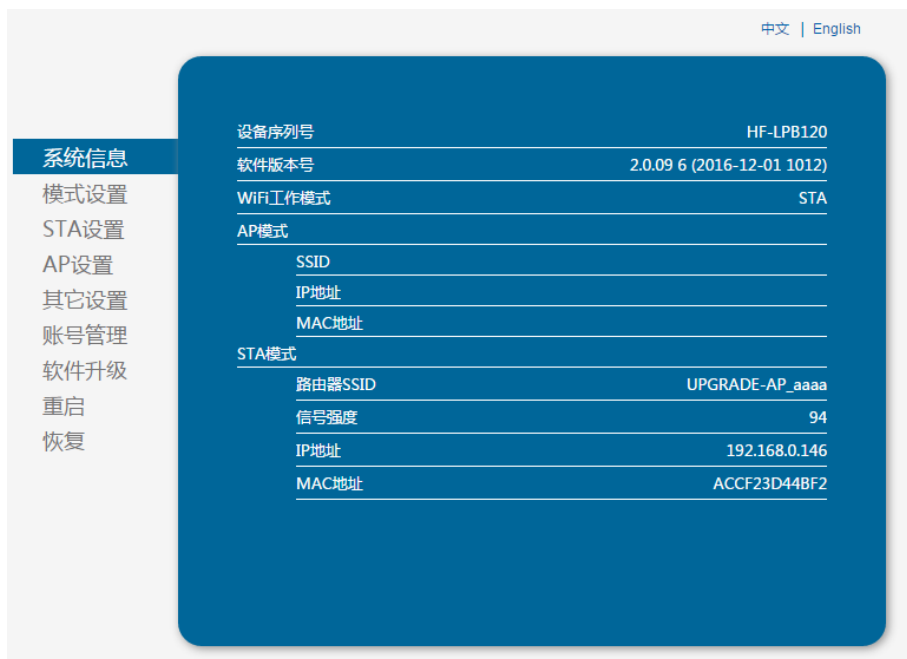 中文 | English
系统信息
模式设置
STA设置
AP设置
其它设置
账号管理
软件升级
重启
恢复
设备序列号 HF-LPB120
软件版本号 2.0.09 6 (2016-12-01 1012)
WiFi工作模式 STA
AP模式
SSID
IP地址
MAC地址
STA模式
路由器SSID UPGRADE-AP_aaaa
信号强度 94
IP地址 192.168.0.146
MAC地址 ACCF23D44BF2